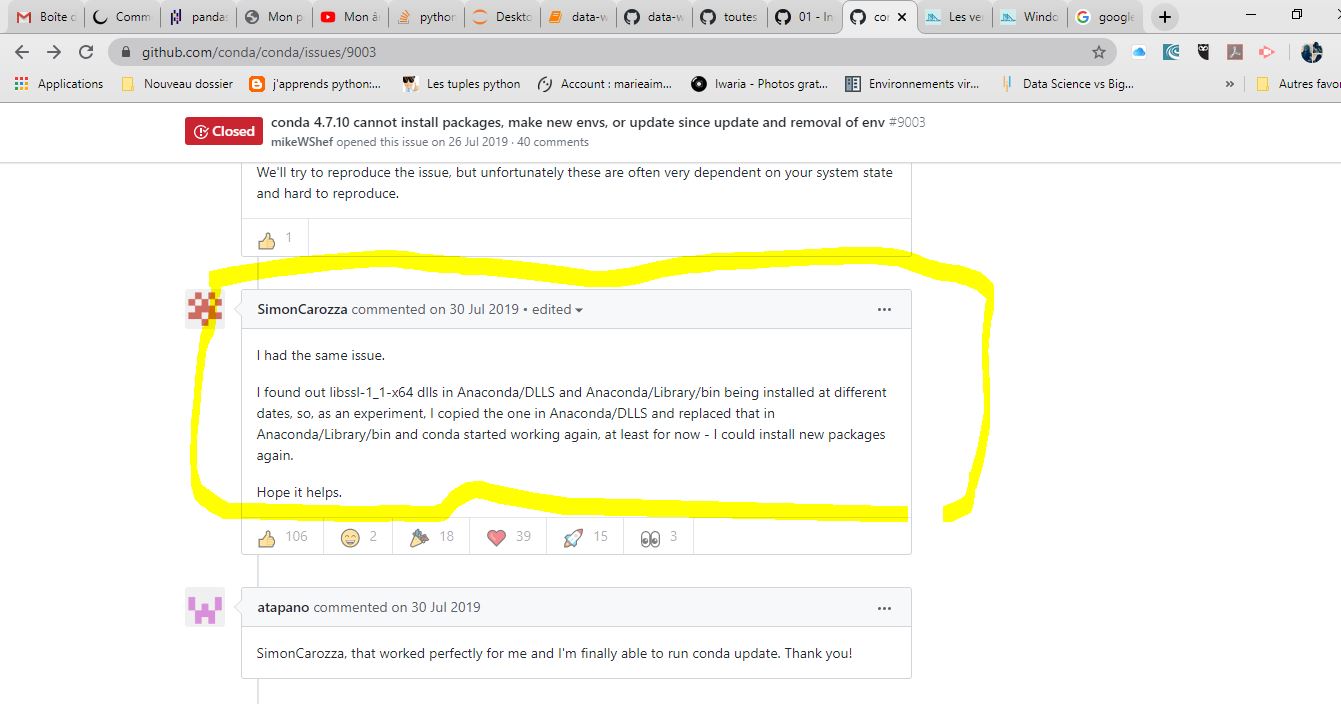 Boîte d
Comm
pandas
Mon p
Mon â
python
Deskto
data-w
data-w
toutes
01 - In
co
Les ve
Windo
google
github.com/conda/conda/issues/9003
Applications
Nouveau dossier
j'apprends python:...
Les tuples python
Account : marieaim...
Iwaria - Photos grat...
Environnements vir...
Data Science vs Big...
»
Autres favo
Closed
conda 4.7.10 cannot install packages, make new envs, or update since update and removal of env #9003
mikeWShef opened this issue on 26 Jul 2019 · 40 comments
We'll try to reproduce the issue, but unfortunately these are often very dependent on your system state
and hard to reproduce.
1
SimonCarozza commented on 30 Jul 2019 • edited
I had the same issue.
I found out libssl-1_1-x64 dlls in Anaconda/DLLS and Anaconda/Library/bin being installed at different
dates, so, as an experiment, I copied the one in Anaconda/DLLS and replaced that in
Anaconda/Library/bin and conda started working again, at least for now - I could install new packages
again.
Hope it helps.
106
2
18
39
15
3
atapano commented on 30 Jul 2019
SimonCarozza, that worked perfectly for me and I'm finally able to run conda update. Thank you!